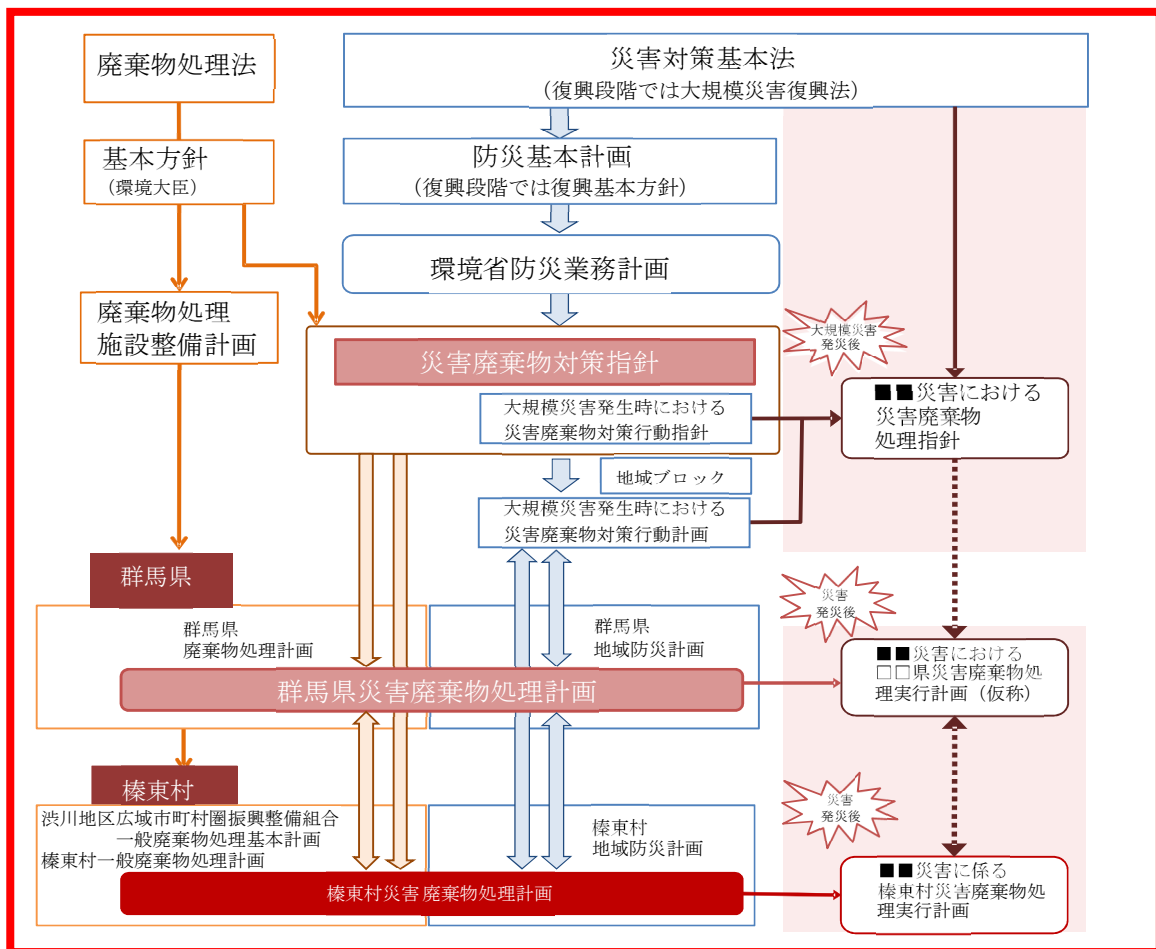 廃棄物処理法
災害対策基本法
（復興段階では大規模災害復興法）
基本方針
（環境大臣）
防災基本計画
（復興段階では復興基本方針）
環境省防災業務計画
廃棄物処理
施設整備計画
大規模災害
発災後
災害廃棄物対策指針
大規模災害発生時における
災害廃棄物対策行動指針
■■災害における
災害廃棄物
処理指針
地域ブロック
大規模災害発生時における
災害廃棄物対策行動計画
群馬県
災害
発災後
群馬県
廃棄物処理計画
群馬県
地域防災計画
群馬県災害廃棄物処理計画
■■災害における
□□県災害廃棄物処
理実行計画（仮称）
榛東村
渋川地区広域市町村圏振興整備組合
一般廃棄物処理基本計画
榛東村一般廃棄物処理計画
榛東村
地域防災計画
災害
発災後
榛東村災害廃棄物処理計画
■■災害に係る
榛東村災害廃棄物処
理実行計画